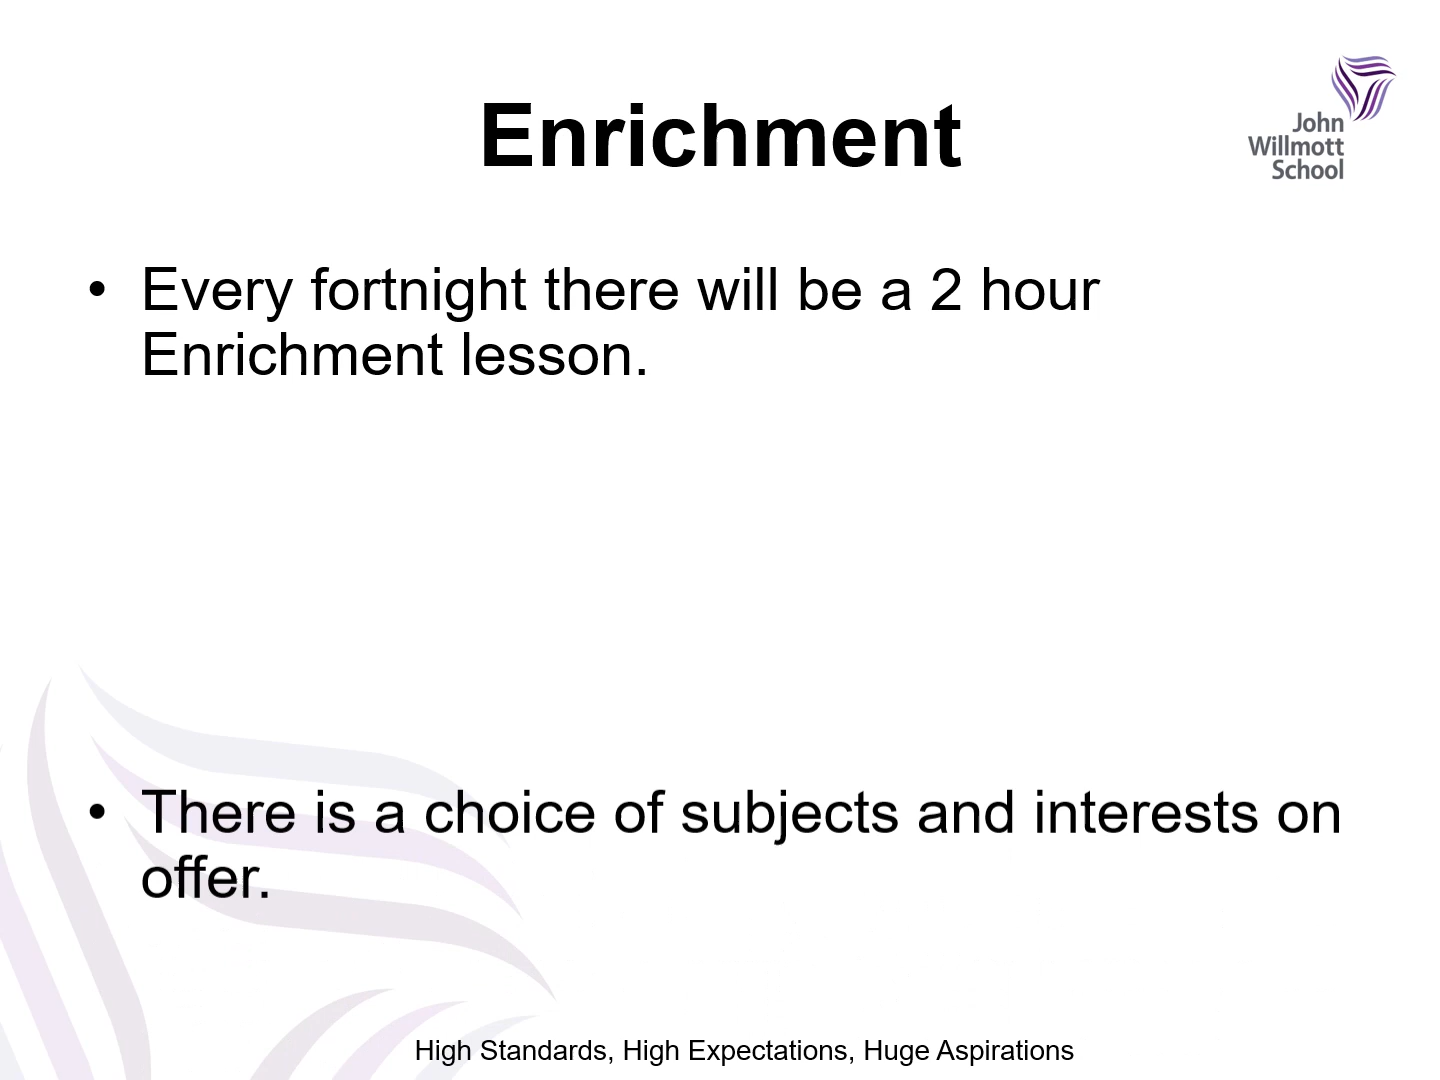 Enrichment
John
Willmott
School
• Every fortnight there will be a 2 hour
Enrichment lesson.
• There is a choice of subjects and interests on
offer.
High Standards, High Expectations, Huge Aspirations